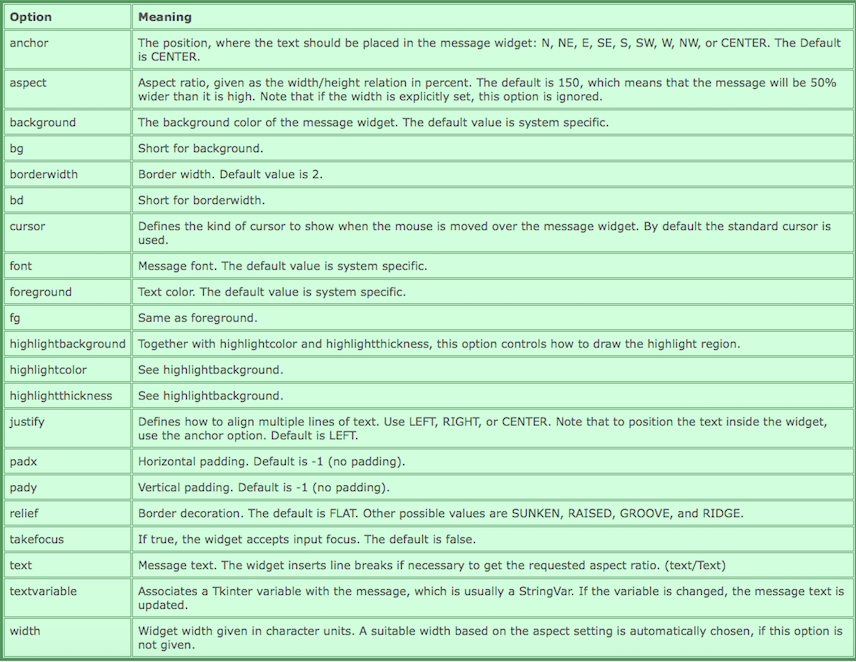 Option Meaning
anchor The position, where the text should be placed in the message widget: N, NE, E, SE, S, SW, W, NW, or CENTER. The Default
is CENTER.
aspect Aspect ratio, given as the width/height relation in percent. The default is 150, which means that the message will be 50%
wider than it is high. Note that if the width is explicitly set, this option is ignored.
background The background color of the message widget. The default value is system specific.
bg Short for background.
borderwidth Border width. Default value is 2.
bd Short for borderwidth.
cursor Defines the kind of cursor to show when the mouse is moved over the message widget. By default the standard cursor is
used.
font Message font. The default value is system specific.
foreground Text color. The default value is system specific.
fg Same as foreground.
highlightbackground Together with highlightcolor and highlightthickness, this option controls how to draw the highlight region.
highlightcolor See highlightbackground.
highlightthickness See highlightbackground.
justify Defines how to align multiple lines of text. Use LEFT, RIGHT, or CENTER. Note that to position the text inside the widget,
use the anchor option. Default is LEFT.
padx Horizontal padding. Default is -1 (no padding).
pady Vertical padding. Default is -1 (no padding).
relief Border decoration. The default is FLAT. Other possible values are SUNKEN, RAISED, GROOVE, and RIDGE.
takefocus If true, the widget accepts input focus. The default is false.
text Message text. The widget inserts line breaks if necessary to get the requested aspect ratio. (text/Text)
textvariable Associates a Tkinter variable with the message, which is usually a StringVar. If the variable is changed, the message text is
updated.
width Widget width given in character units. A suitable width based on the aspect setting is automatically chosen, if this option is
not given.